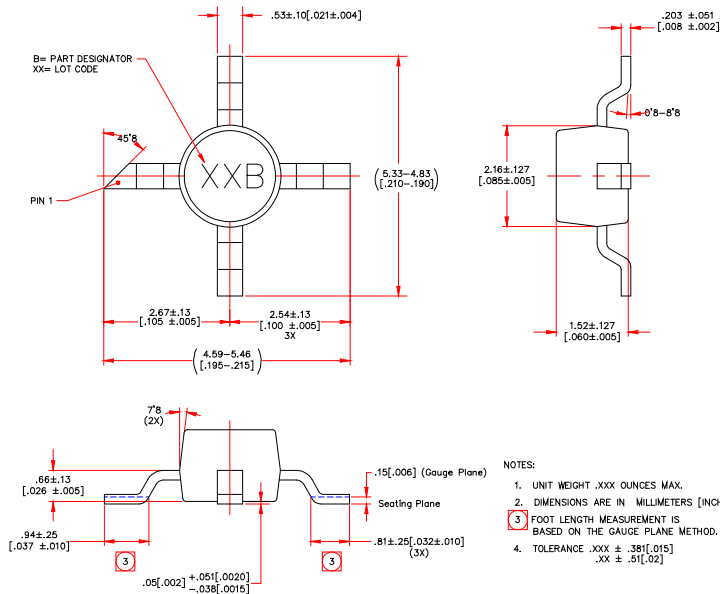 .53±.10[.021±.004]
.203 ±.051
[.008 ±.002]
B= PART DESIGNATOR
XX= LOT CODE
45°8
0°8-8°8
XXB
PIN 1
5.33-4.83
[.210-.190]
2.16±.127
[.085±.005]
2.67±.13
[.105 ±.005]
2.54±.13
[.100 ±.005]
3X
1.52±.127
[.060±.005]
4.59-5.46
[.195-.215]
7°8
(2X)
.66±.13
[.026 ±.005]
.15[.006] (Gauge Plane)
Seating Plane
.94±.25
[.037 ±.010]
3
3
.81±.25[.032±.010]
(3X)
.05[.002] +.051[.0020]
-.038[.0015]
NOTES:
1. UNIT WEIGHT .XXX OUNCES MAX.
2. DIMENSIONS ARE IN MILLIMETERS [INCH
3 FOOT LENGTH MEASUREMENT IS
BASED ON THE GAUGE PLANE METHOD.
4. TOLERANCE .XXX ± .381[.015]
.XX ± .51[.02]